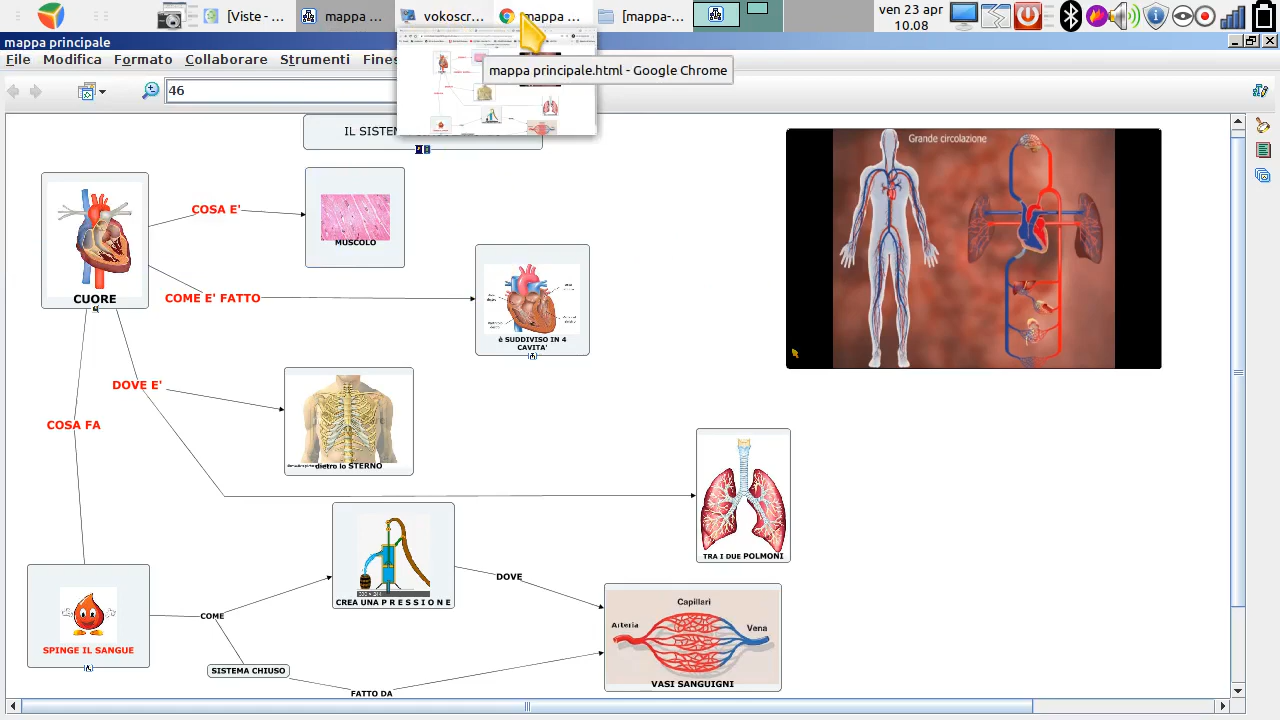 [Viste - ...
mappa ...
vokoscr...
mappa ...
[mappa-...
ven 23 apr
10:08
mappa principale
File Modifica Formato Collaborare Strumenti Fines
mappa principale.html - Google Chrome
46
IL SISTEM
Grande circolazione
CUORE
COSA E'
MUSCOLO
COME E' FATTO
è SUDDIVISO IN 4
CAVITA'
DOVE E'
dietro lo STERNO
COSA FA
TRA I DUE POLMONI
SPINGE IL SANGUE
COME
CREA UNA P R E S S I O N E
DOVE
SISTEMA CHIUSO
FATTO DA
Capillari
Arteria
Vena
VASI SANGUIGNI